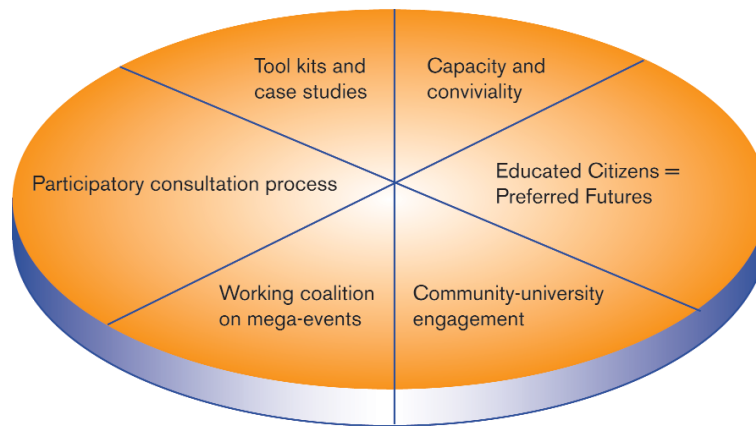 Tool kits and
case studies
Capacity and
conviviality
Participatory consultation process
Educated Citizens =
Preferred Futures
Working coalition
on mega-events
Community-university
engagement